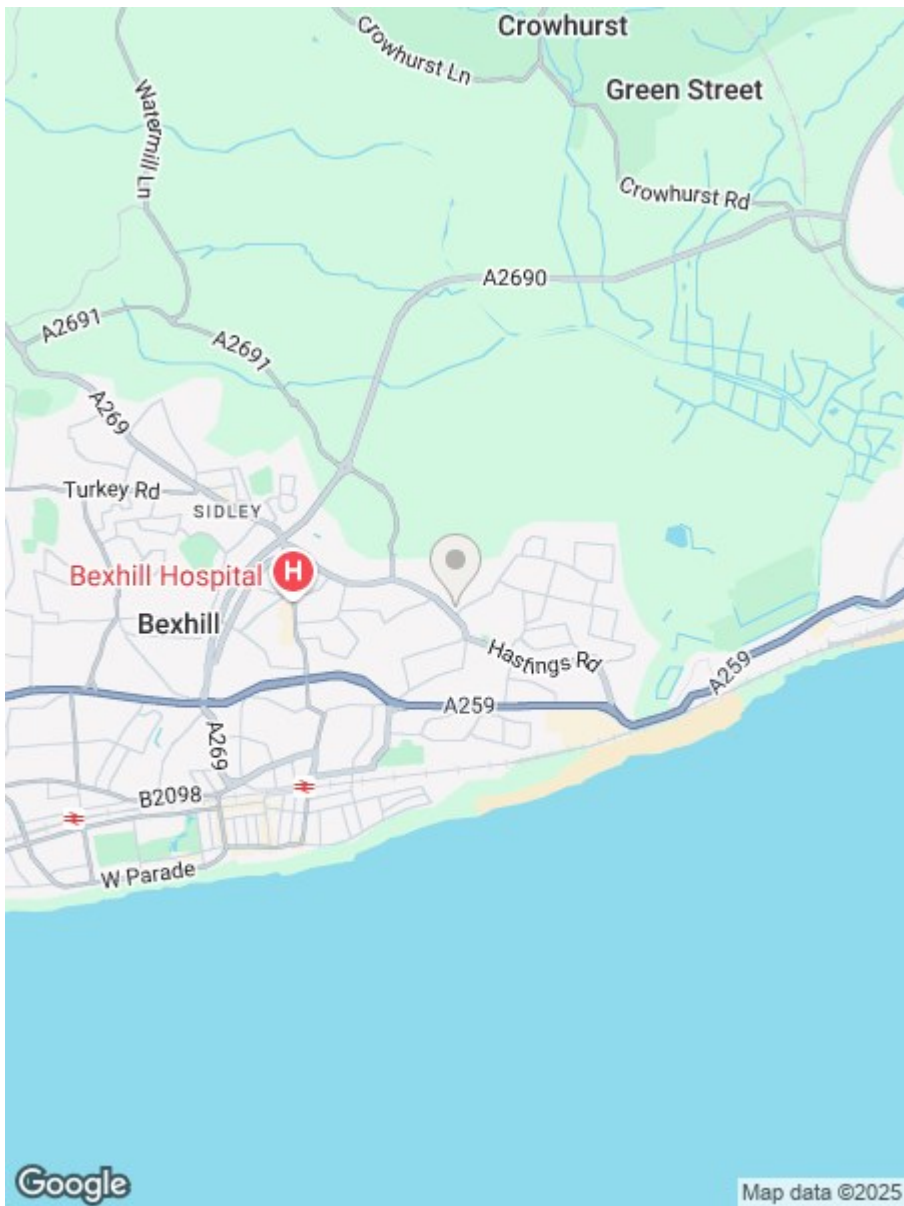 Crowhurst
Crowhurst Ln
Green Street
Watermill Ln
Crowhurst Rd
A2690
A2691
A2691
A269
Turkey Rd
SIDLEY
Bexhill Hospital H
Bexhill
Hastings Rd
A259
A259
A269
B2098
W Parade
Google
Map data ©2025